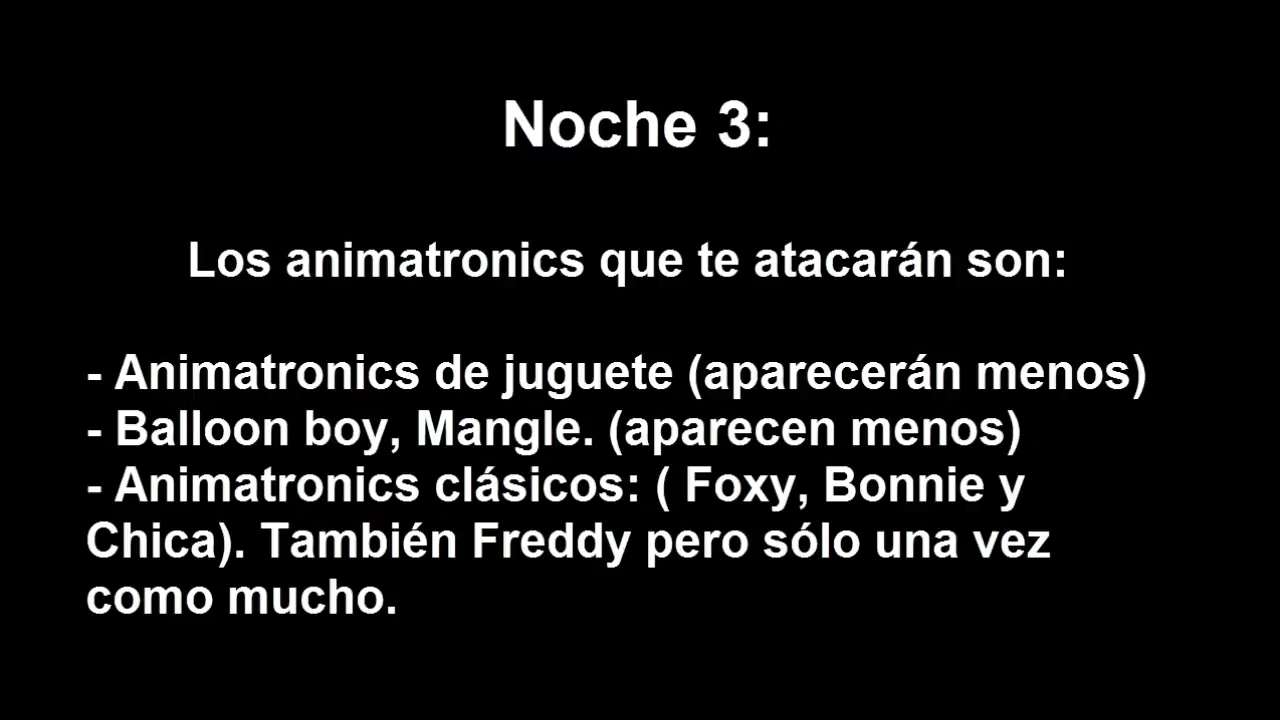 Noche 3:
Los animatronics que te atacarán son:
- Animatronics de juguete (aparecerán menos)
- Balloon boy, Mangle. (aparecen menos)
- Animatronics clásicos: ( Foxy, Bonnie y
Chica). También Freddy pero sólo una vez
como mucho.